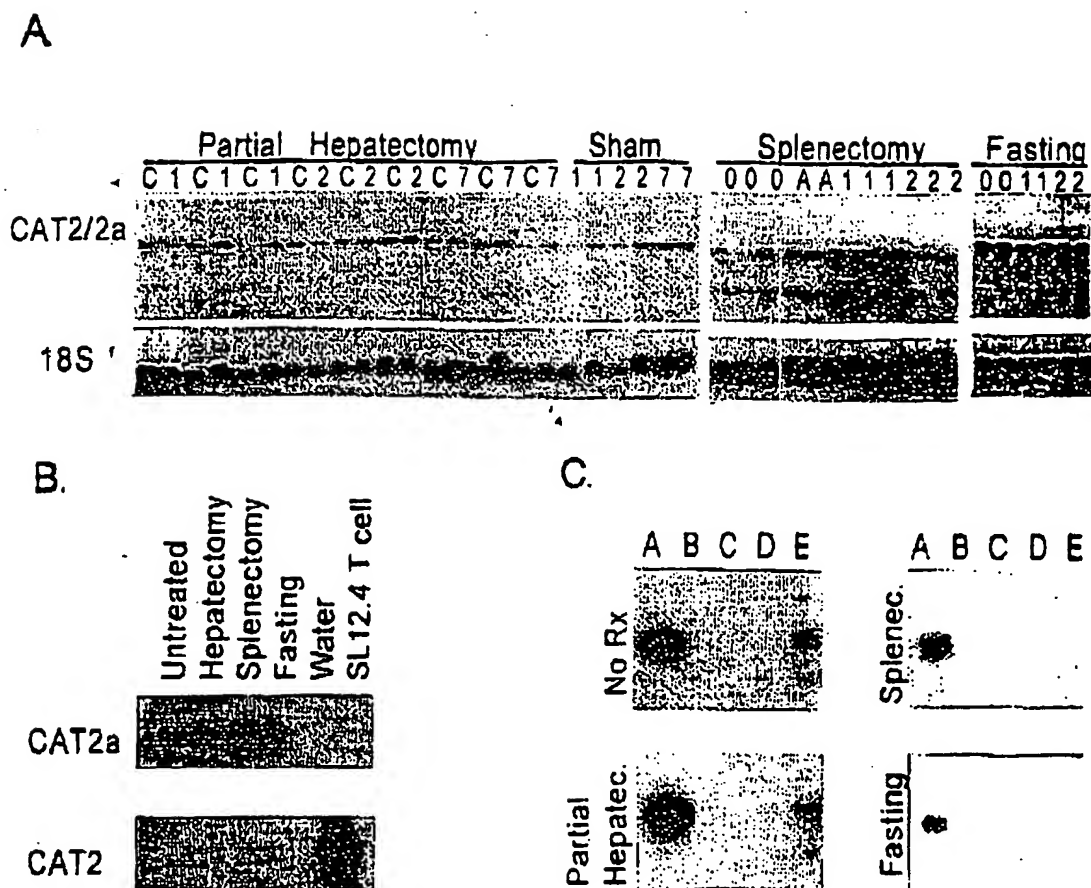 A
Partial Hepatectomy Sham Splenectomy Fasting
C 1 C 1 C 1 C 2 C 2 C 2 C 7 C 7 C 7 1 1 2 2 7 7 0 0 0 A A 1 1 1 2 2 2 0 0 1 1 2 2
CAT2/2a
18S
B.
Untreated
Hepatectomy
Splenectomy
Fasting
Water
SL12.4 T cell
CAT2a
CAT2
C.
A B C D E
No Rx
A B C D E
Splenec.
Partial
Hepatec.
Fasting